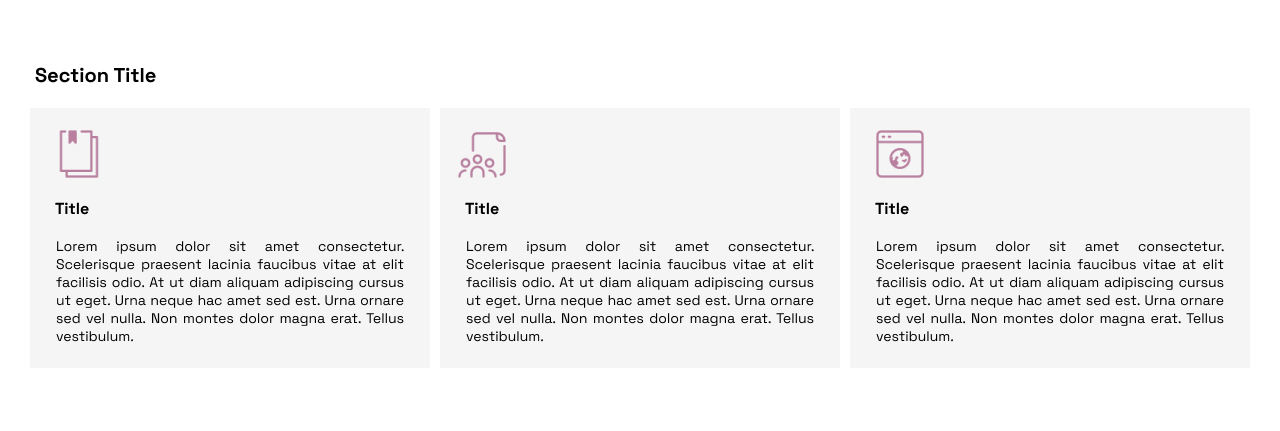 Section Title
Title
Lorem ipsum dolor sit amet consectetur.
Scelerisque praesent lacinia faucibus vitae at elit
facilisis odio. At ut diam aliquam adipiscing cursus
ut eget. Urna neque hac amet sed est. Urna ornare
sed vel nulla. Non montes dolor magna erat. Tellus
vestibulum.
Title
Lorem ipsum dolor sit amet consectetur.
Scelerisque praesent lacinia faucibus vitae at elit
facilisis odio. At ut diam aliquam adipiscing cursus
ut eget. Urna neque hac amet sed est. Urna ornare
sed vel nulla. Non montes dolor magna erat. Tellus
vestibulum.
Title
Lorem ipsum dolor sit amet consectetur.
Scelerisque praesent lacinia faucibus vitae at elit
facilisis odio. At ut diam aliquam adipiscing cursus
ut eget. Urna neque hac amet sed est. Urna ornare
sed vel nulla. Non montes dolor magna erat. Tellus
vestibulum.